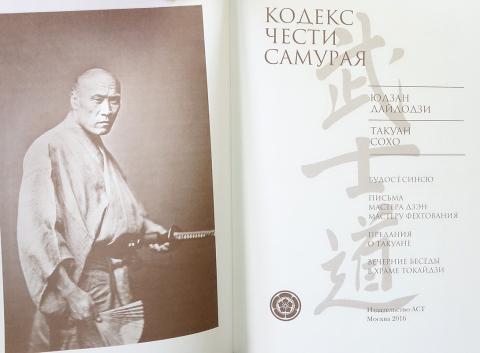 КОДЕКС
ЧЕСТИ
САМУРАЯ
武士道
ЮДЗАН
ДАЙДОДЗИ
ТАКУАН
СОХО
БУДОСЁСИНСЮ
ПИСЬМА
МАСТЕРА ДЗЭН
МАСТЕРУ ФЕХТОВАНИЯ
ПРЕДАНИЯ
О ТАКУАНЕ
ВЕЧЕРНИЕ БЕСЕДЫ
В ХРАМЕ ТОКАЙДЗИ
Издательство АСТ
Москва 2016